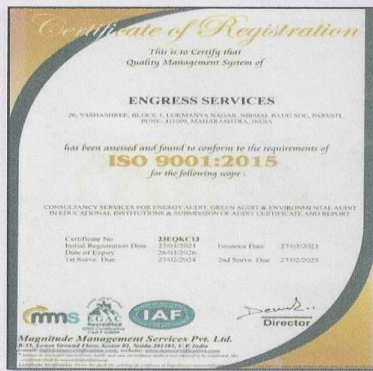 Certificate of Registration
This is to Certify that
Quality Management System of
ENGRESS SERVICES
26, YASHASHREE, BLOCK 1, LOKMANYA NAGAR, NIRMAL BAUG SOC, PARVATI,
PUNE, 411009, MAHARASHTRA, INDIA
has been assessed and found to conform to the requirements of
ISO 9001:2015
for the following scope :
CONSULTANCY SERVICES FOR ENERGY AUDIT, GREEN AUDIT & ENVIRONMENTAL AUDIT
IN EDUCATIONAL INSTITUTIONS & SUBMISSION OF AUDIT CERTIFICATE AND REPORT
Certificate No 23EQKC13
Initial Registration Date 27/03/2023 Issuance Date 27/03/2023
Date of Expiry 26/03/2026
1st Surve. Due 27/02/2024 2nd Surve. Due 27/02/2025
mms
EGAC
Accredited
IAF
Director
Magnitude Management Services Pvt. Ltd.